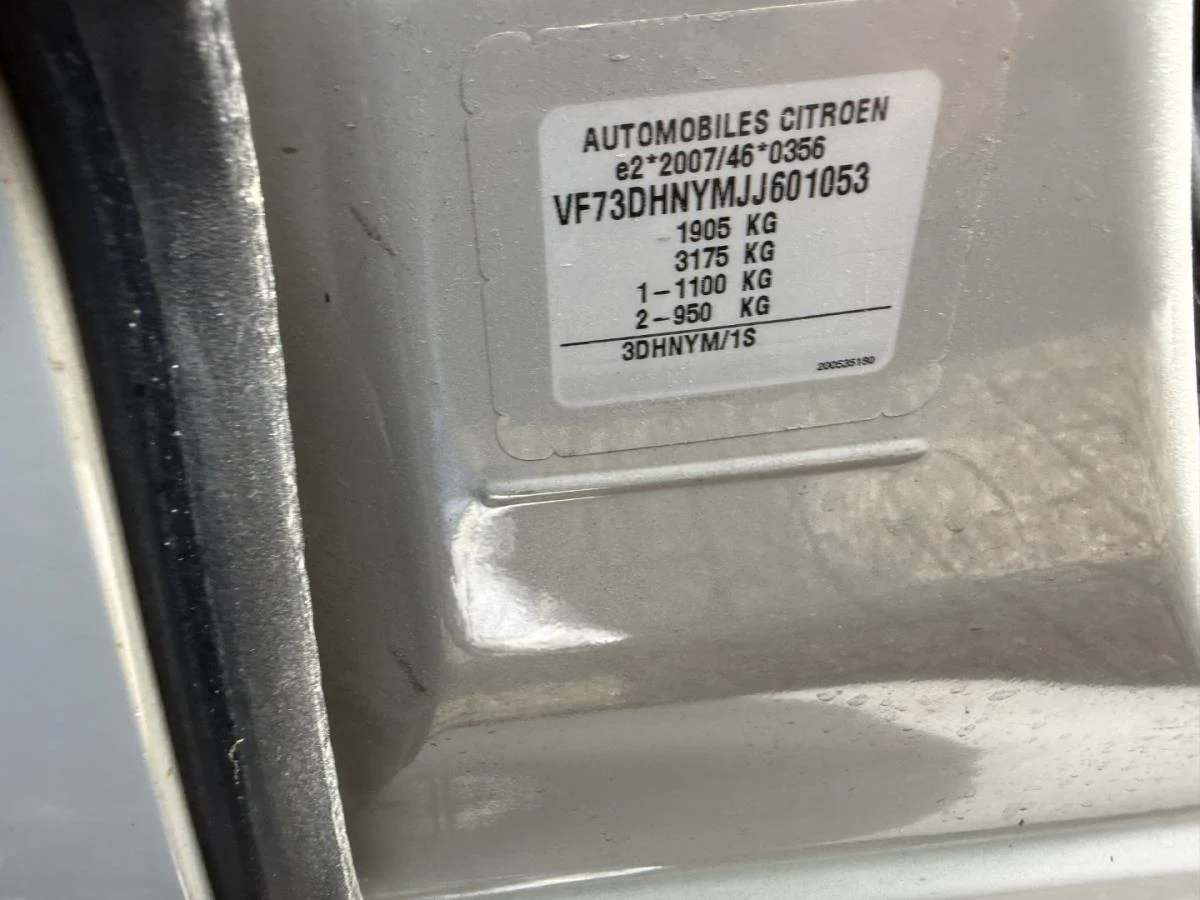 AUTOMOBILES CITROEN
e2*2007/46*0356
VF73DHNYMJJ601053
1905 KG
3175 KG
1-1100 KG
2-950 KG
3DHNYM/1S
200535180